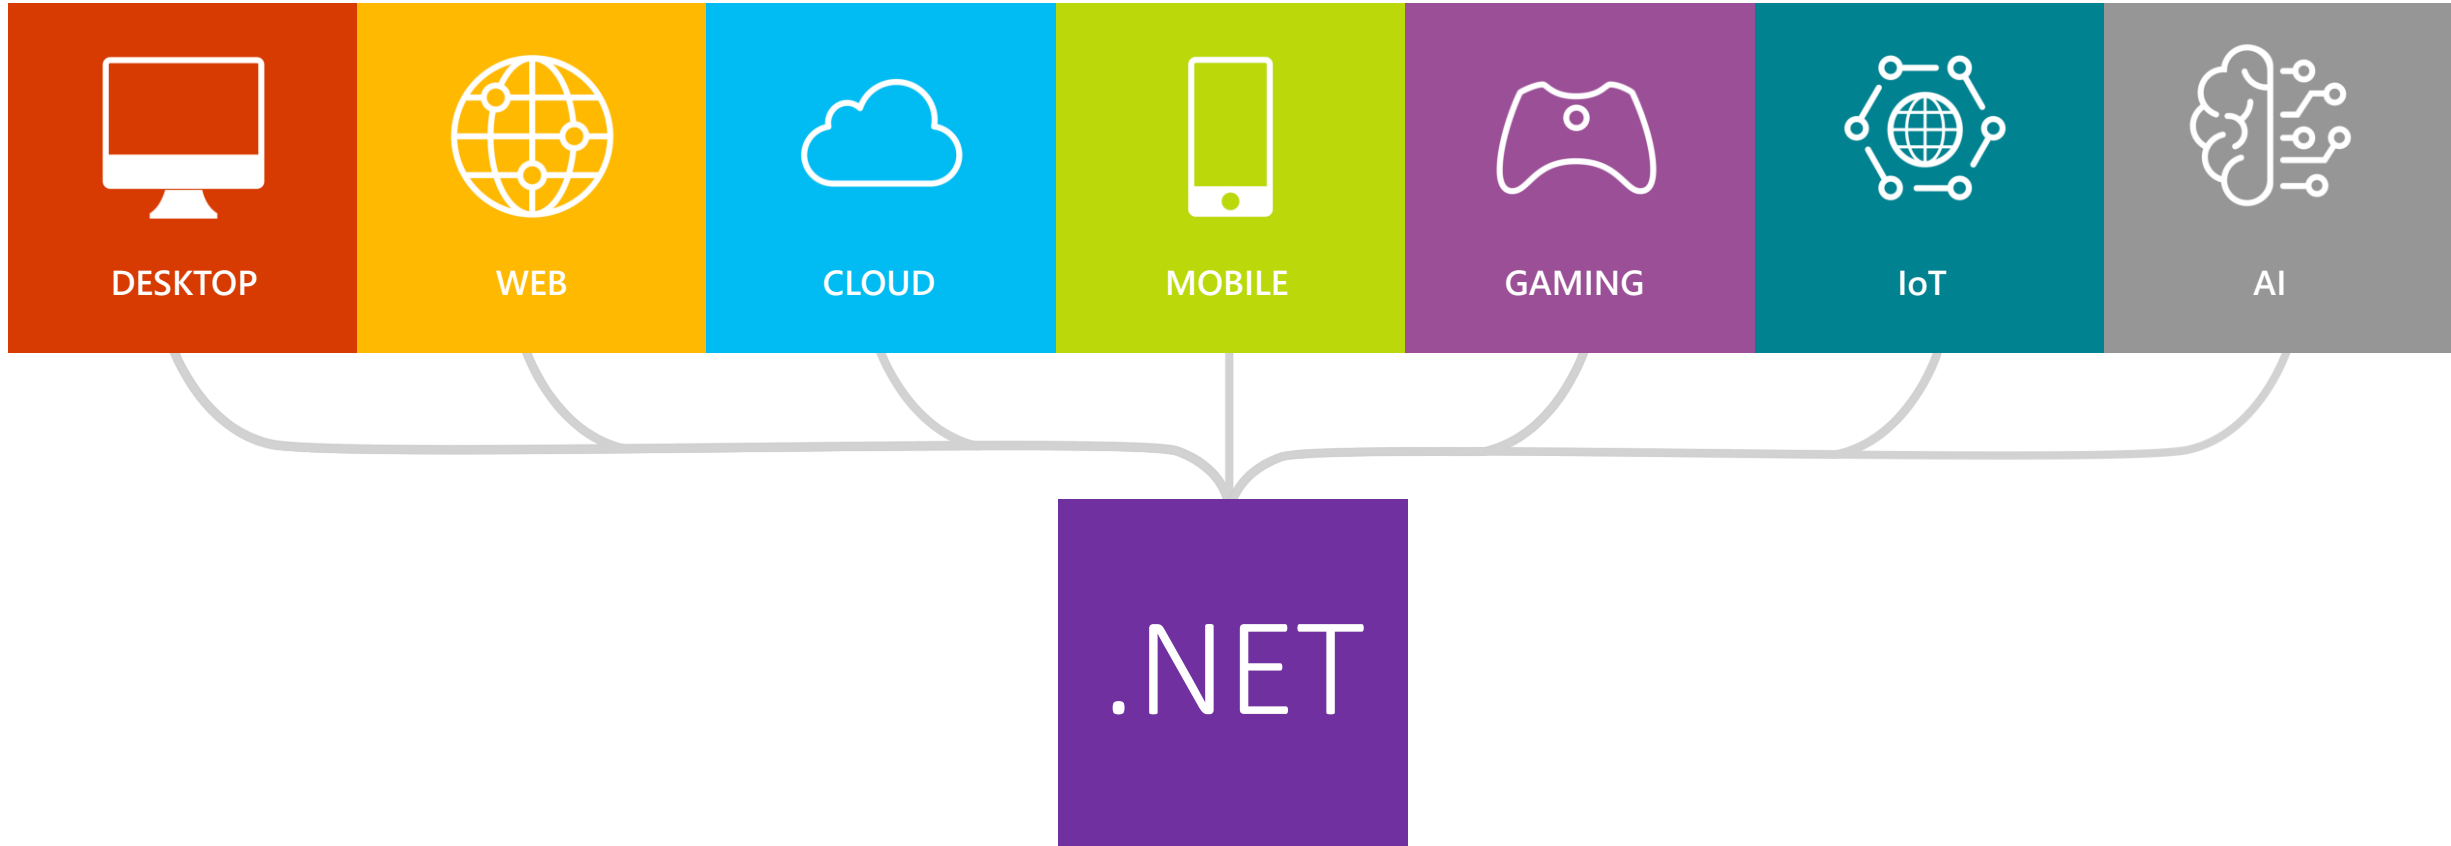 DESKTOP
WEB
CLOUD
MOBILE
GAMING
IoT
AI
.NET